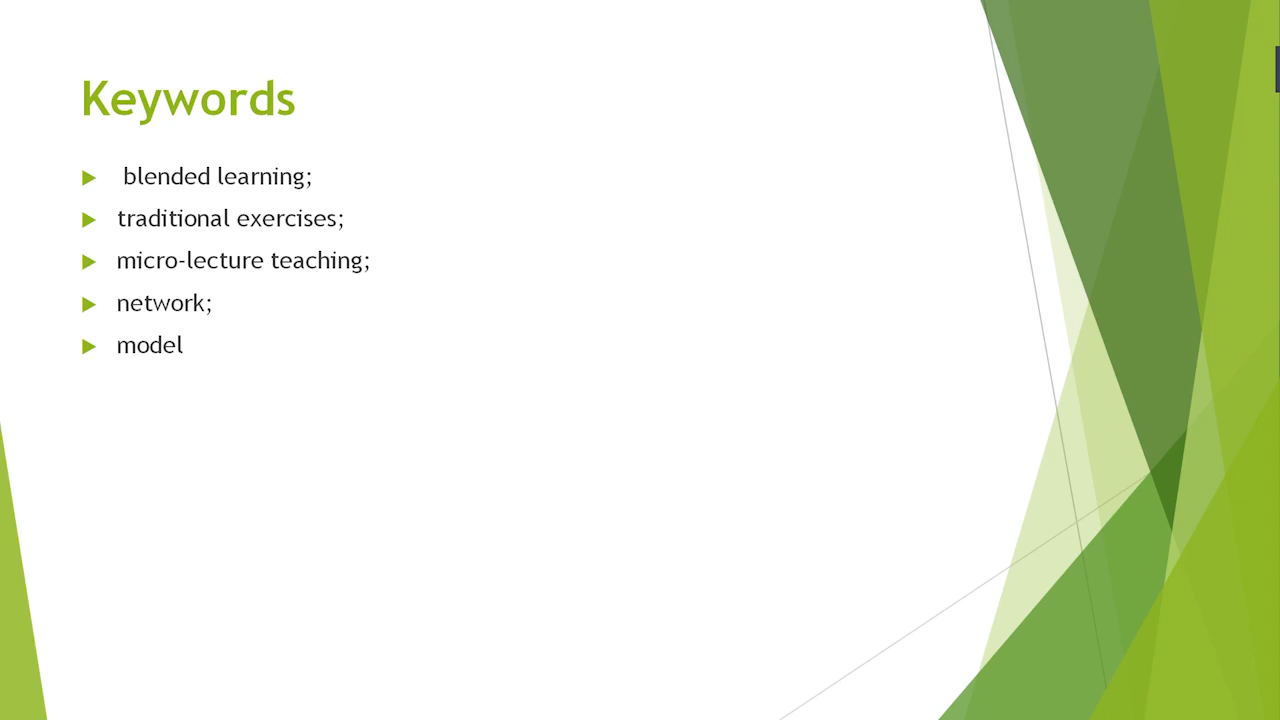 Keywords
blended learning;
traditional exercises;
micro-lecture teaching;
network;
model